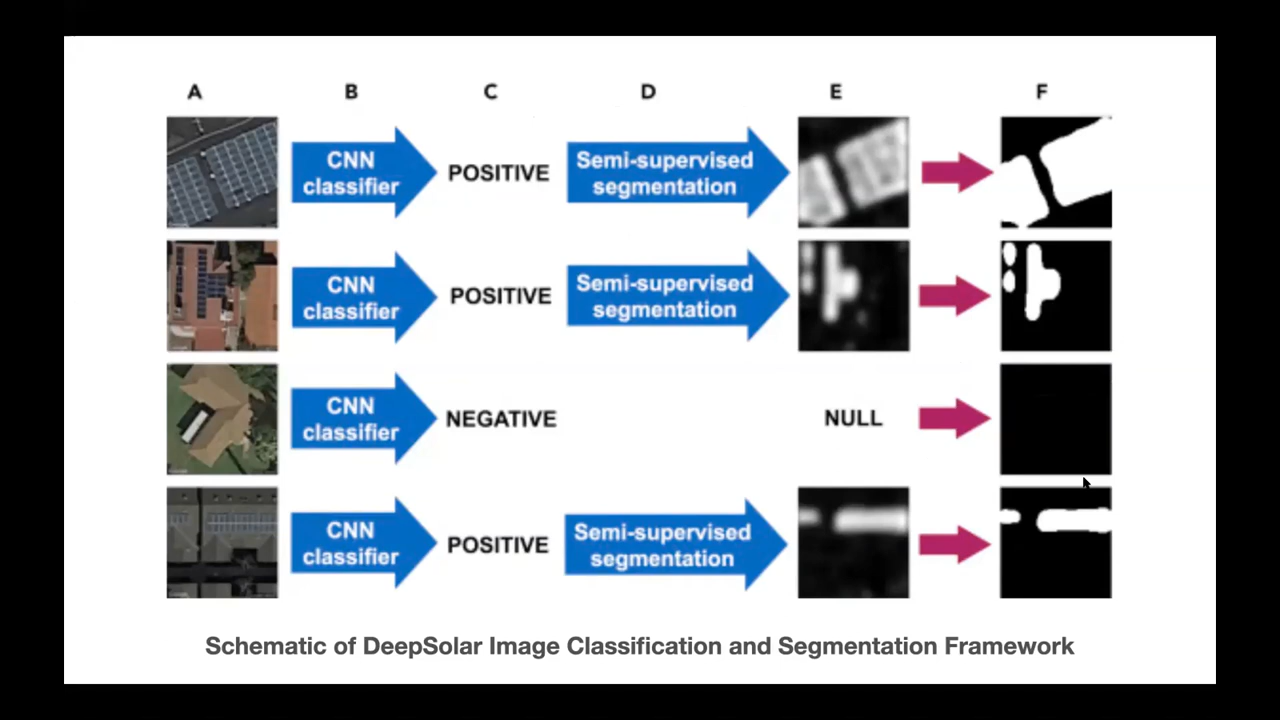 A B C D E F
CNN
classifier
POSITIVE
Semi-supervised
segmentation
CNN
classifier
POSITIVE
Semi-supervised
segmentation
CNN
classifier
NEGATIVE
NULL
CNN
classifier
POSITIVE
Semi-supervised
segmentation
Schematic of DeepSolar Image Classification and Segmentation Framework